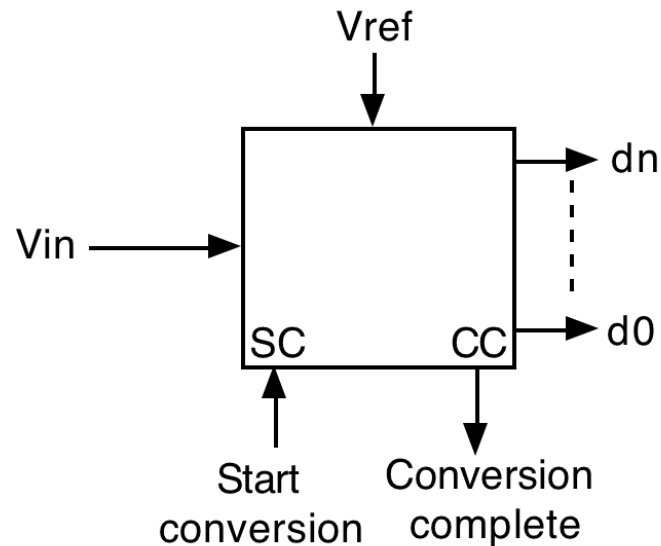 Vref
dn
Vin
d0
SC
CC
Start
conversion
Conversion
complete